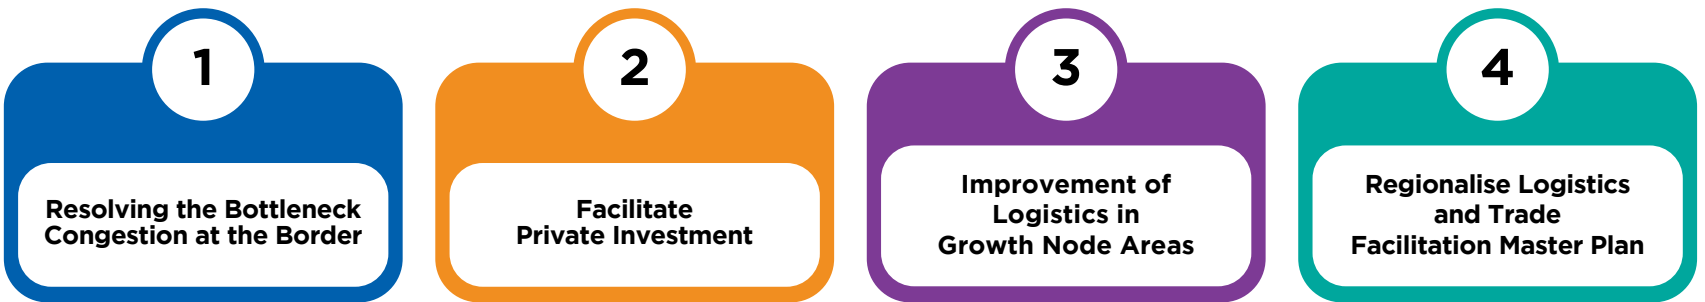 1
Resolving the Bottleneck
Congestion at the Border
2
Facilitate
Private Investment
3
Improvement of
Logistics in
Growth Node Areas
4
Regionalise Logistics
and Trade
Facilitation Master Plan